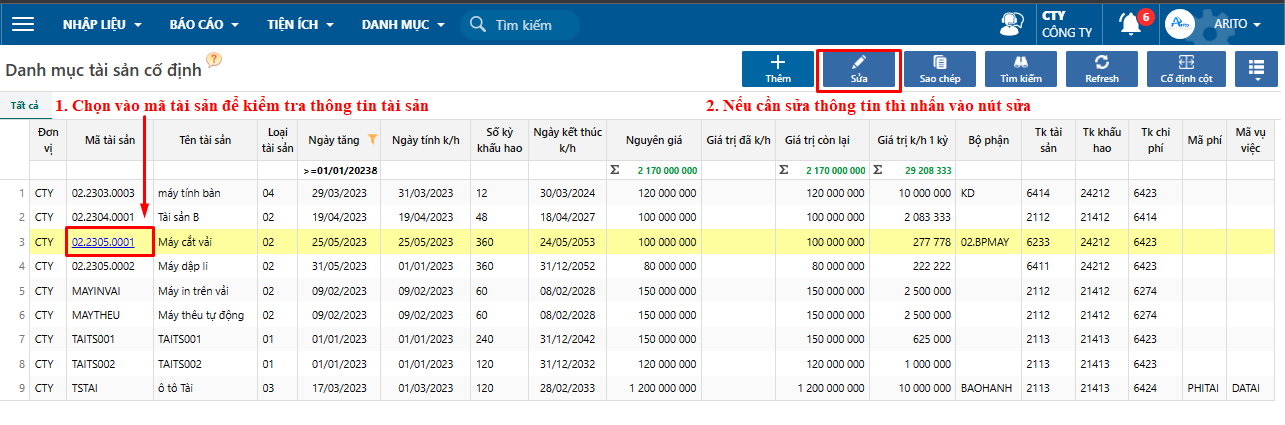 NHẬP LIỆU BÁO CÁO TIỆN ÍCH DANH MỤC Tìm kiếm CTY CÔNG TY 6 Arito ARITO
Danh mục tài sản cố định ? Thêm Sửa Sao chép Tìm kiếm Refresh Cố định cột
Tất cả 1. Chọn vào mã tài sản để kiểm tra thông tin tài sản 2. Nếu cần sửa thông tin thì nhấn vào nút sửa
Đơn vị Mã tài sản Tên tài sản Loại tài sản Ngày tăng Ngày tính k/h Số kỳ khấu hao Ngày kết thúc k/h Nguyên giá Giá trị đã k/h Giá trị còn lại Giá trị k/h 1 kỳ Bộ phận Tk tài sản Tk khấu hao Tk chi phí Mã phí Mã vụ việc
>=01/01/20238 Σ 2 170 000 000 Σ 2 170 000 000 Σ 29 208 333
1 CTY 02.2303.0003 máy tính bàn 04 29/03/2023 31/03/2023 12 30/03/2024 120 000 000 120 000 000 10 000 000 KD 6414 24212 6423
2 CTY 02.2304.0001 Tài sản B 02 19/04/2023 19/04/2023 48 18/04/2027 100 000 000 100 000 000 2 083 333 2112 21412 6414
3 CTY 02.2305.0001 Máy cắt vải 02 25/05/2023 25/05/2023 360 24/05/2053 100 000 000 100 000 000 277 778 02.BPMAY 6233 24212 6423
4 CTY 02.2305.0002 Máy dập li 02 31/05/2023 01/01/2023 360 31/12/2052 80 000 000 80 000 000 222 222 6411 24212 6423
5 CTY MAYINVAI Máy in trên vải 02 09/02/2023 09/02/2023 60 08/02/2028 150 000 000 150 000 000 2 500 000 2112 21412 6274
6 CTY MAYTHEU Máy thêu tự động 02 09/02/2023 09/02/2023 60 08/02/2028 150 000 000 150 000 000 2 500 000 2112 21412 6274
7 CTY TAITS001 TAITS001 01 01/01/2023 01/01/2023 240 31/12/2042 150 000 000 150 000 000 625 000 2113 21413 6423
8 CTY TAITS002 TAITS002 01 01/01/2023 01/01/2023 120 31/12/2032 120 000 000 120 000 000 1 000 000 2113 21413 6423
9 CTY TSTAI ô tô Tải 03 17/03/2023 01/03/2023 120 28/02/2033 1 200 000 000 1 200 000 000 10 000 000 BAOHANH 2113 21413 6424 PHITAI DATAI